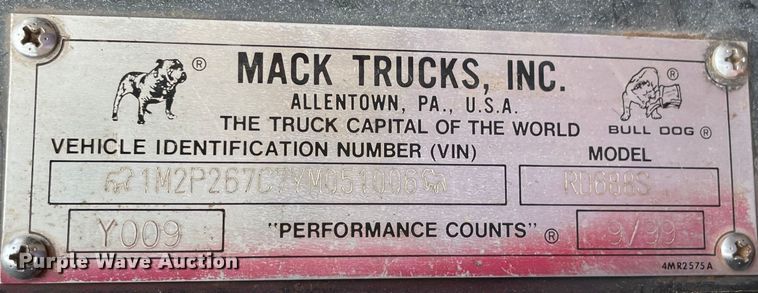 MACK TRUCKS, INC.
ALLENTOWN, PA., U.S.A.
THE TRUCK CAPITAL OF THE WORLD
BULL DOG ®
VEHICLE IDENTIFICATION NUMBER (VIN) MODEL
1M2P267C7YM051006 RD688S
Y009 "PERFORMANCE COUNTS" ® 9/99
4MR2575A
Purple Wave Auction